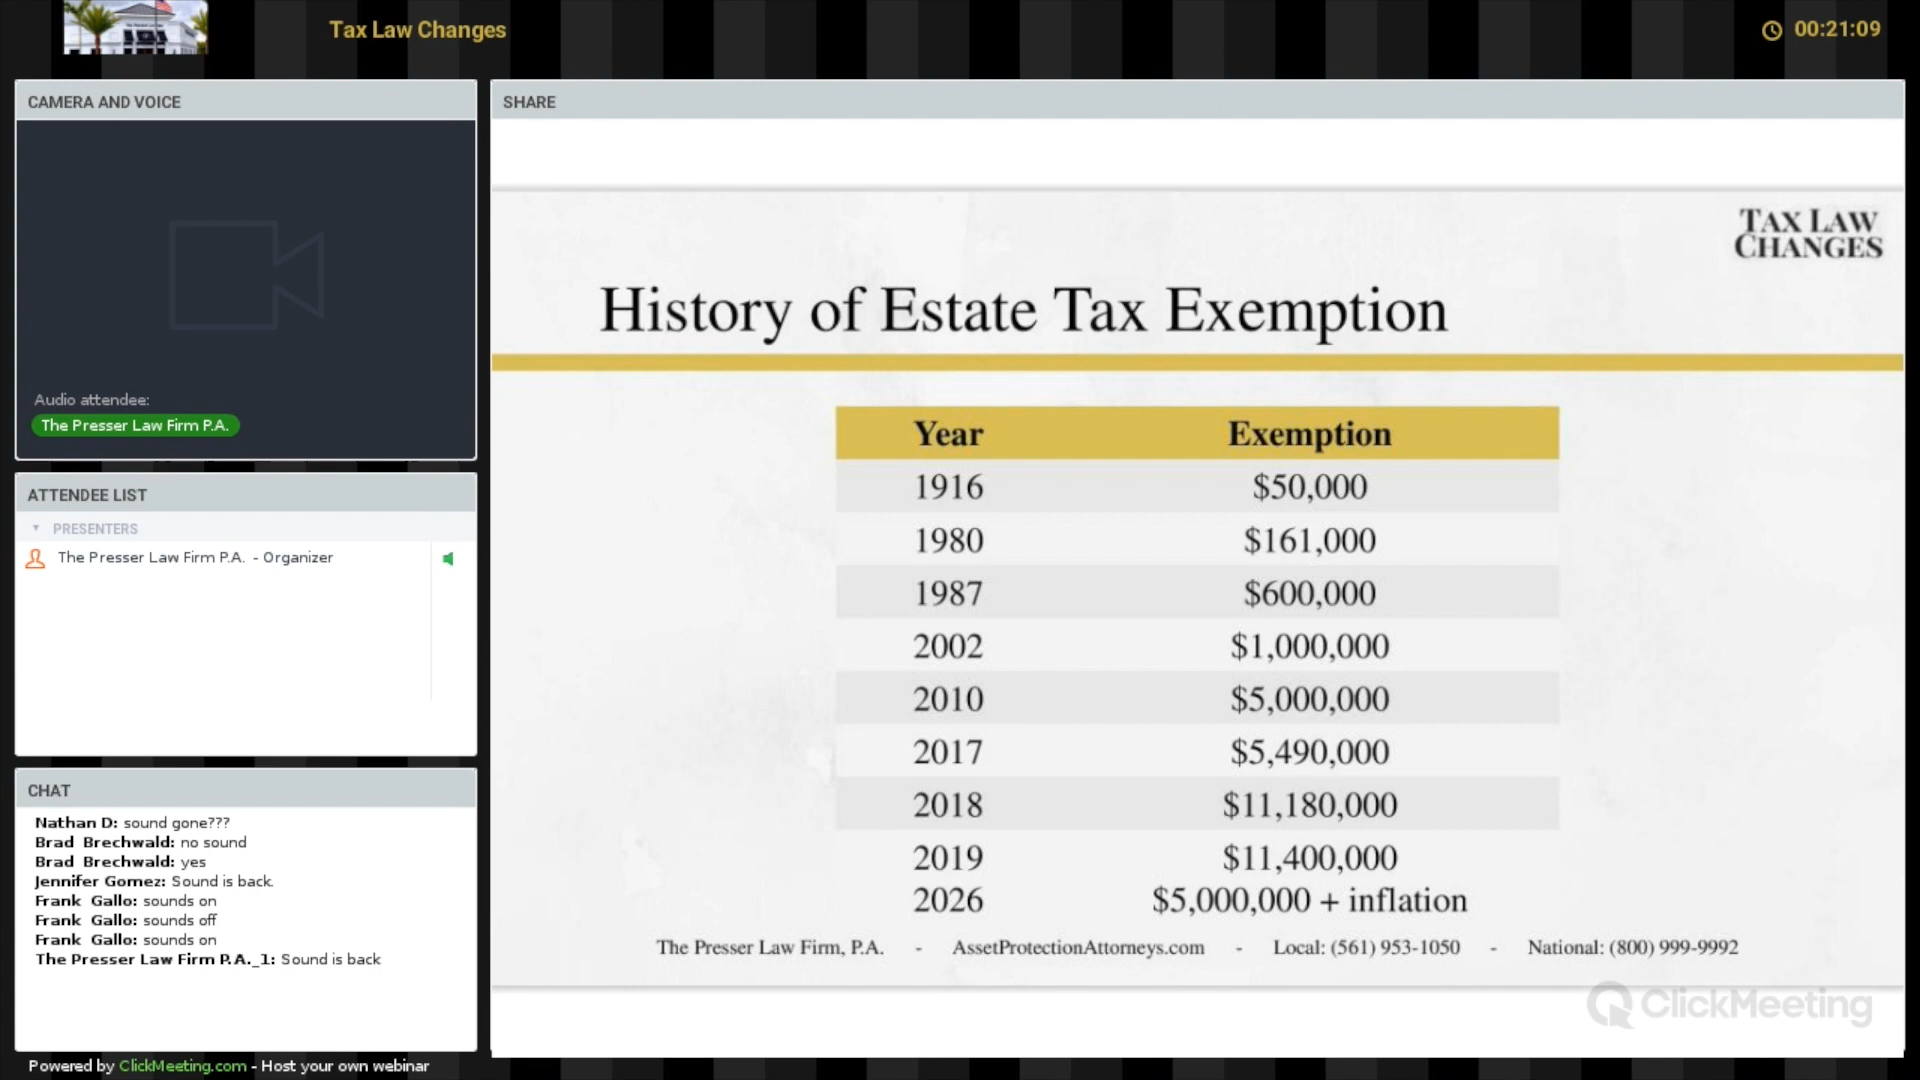 Tax Law Changes
00:21:09
CAMERA AND VOICE
Audio attendee:
The Presser Law Firm P.A.
ATTENDEE LIST
PRESENTERS
The Presser Law Firm P.A. - Organizer
CHAT
Nathan D: sound gone???
Brad Brechwald: no sound
Brad Brechwald: yes
Jennifer Gomez: Sound is back.
Frank Gallo: sounds on
Frank Gallo: sounds off
Frank Gallo: sounds on
The Presser Law Firm P.A._1: Sound is back
Powered by ClickMeeting.com - Host your own webinar
SHARE
TAX LAW
CHANGES
History of Estate Tax Exemption
Year Exemption
1916 $50,000
1980 $161,000
1987 $600,000
2002 $1,000,000
2010 $5,000,000
2017 $5,490,000
2018 $11,180,000
2019 $11,400,000
2026 $5,000,000 + inflation
The Presser Law Firm, P.A. - AssetProtectionAttorneys.com - Local: (561) 953-1050 - National: (800) 999-9992
ClickMeeting